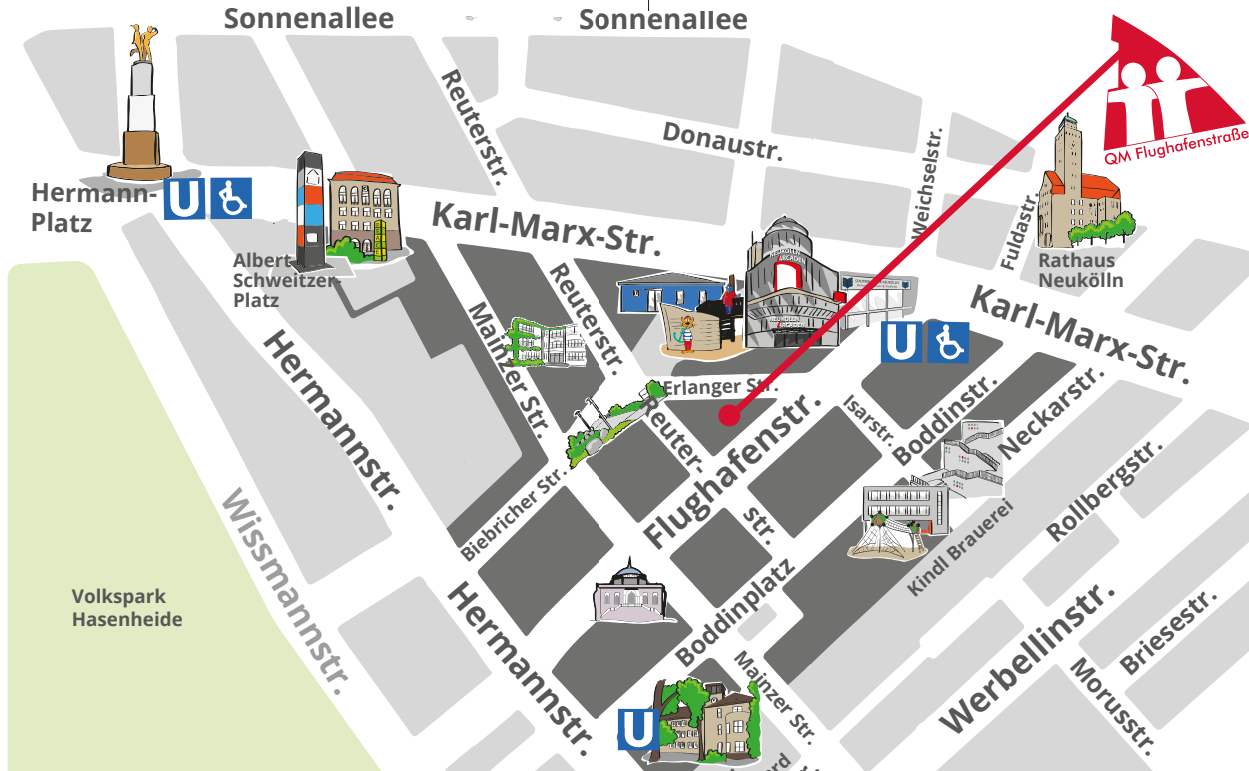 Sonnenallee
Sonnenallee
Reuterstr.
Donaustr.
Weichselstr.
QM Flughafenstraße
Hermann-
Platz
U
Karl-Marx-Str.
Fuldastr.
Rathaus
Neukölln
Albert
Schweitzer-
Platz
ARCADEN
Reuterstr.
Mainzer Str.
Karl-Marx-Str.
U
Hermannstr.
Erlanger Str.
Isarstr.
Boddinstr.
Neckarstr.
Reuter-
str.
Flughafenstr.
Biebricher Str.
Rollbergstr.
Wissmannstr.
Kindl Brauerei
Volkspark
Hasenheide
Hermannstr.
Boddinplatz
Werbellinstr.
Briesestr.
Morusstr.
Mainzer Str.
U